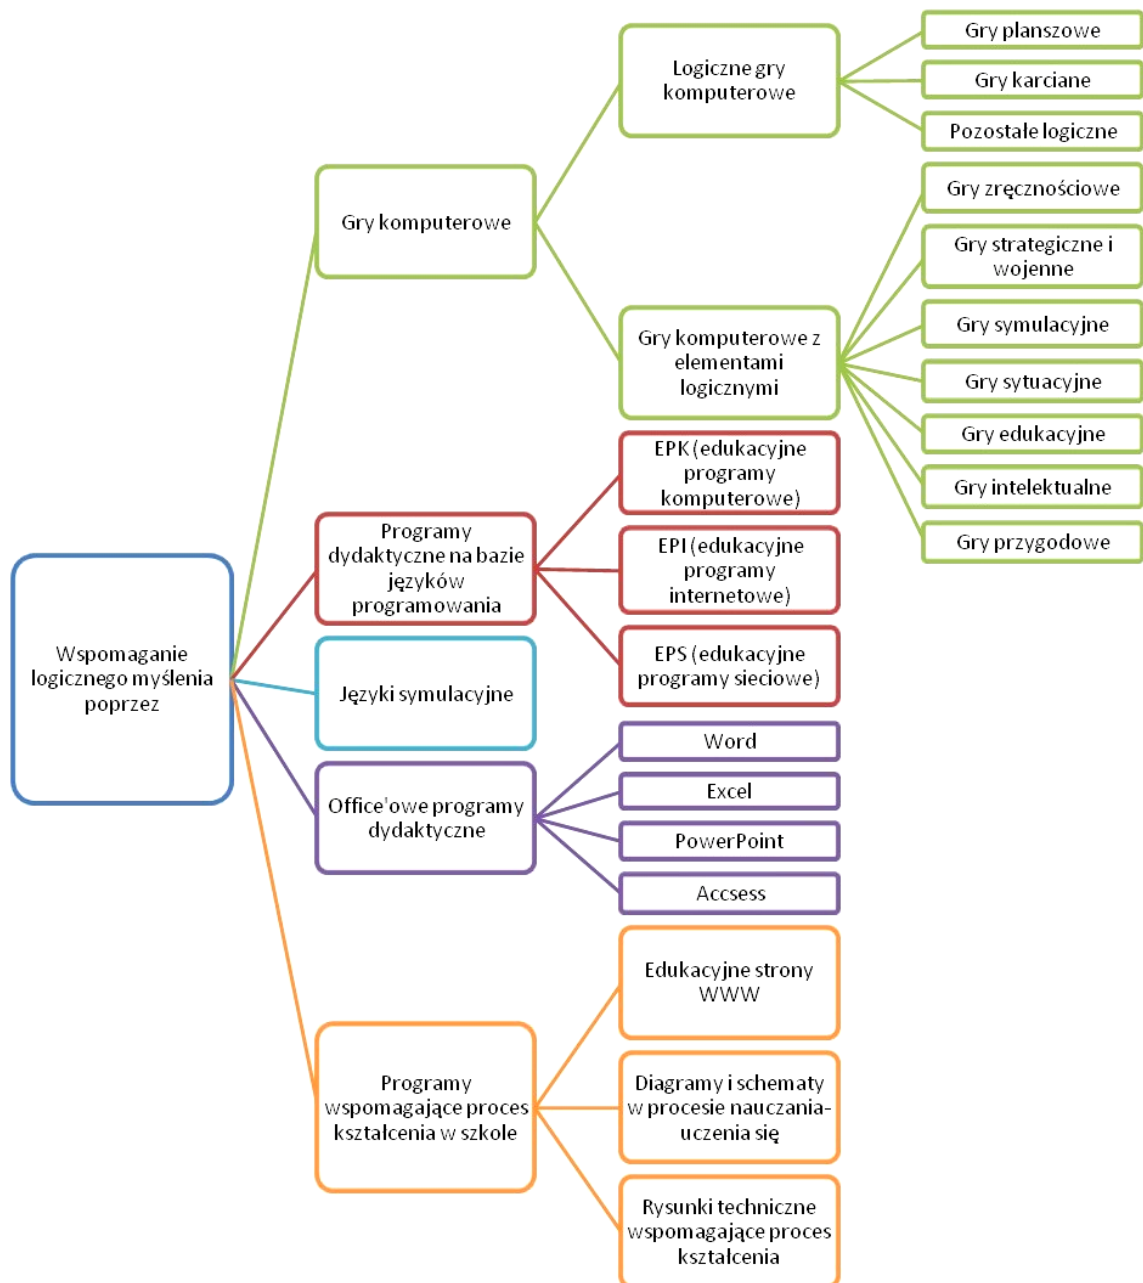 Wspomaganie
logicznego myślenia
poprzez
Gry komputerowe
Logiczne gry
komputerowe
Gry planszowe
Gry karciane
Pozostałe logiczne
Gry komputerowe z
elementami
logicznymi
Gry zręcznościowe
Gry strategiczne i
wojenne
Gry symulacyjne
Gry sytuacyjne
Gry edukacyjne
Gry intelektualne
Gry przygodowe
Programy
dydaktyczne na bazie
języków
programowania
EPK (edukacyjne
programy
komputerowe)
EPI (edukacyjne
programy
internetowe)
EPS (edukacyjne
programy sieciowe)
Języki symulacyjne
Office'owe programy
dydaktyczne
Word
Excel
PowerPoint
Accsess
Programy
wspomagające proces
kształcenia w szkole
Edukacyjne strony
WWW
Diagramy i schematy
w procesie nauczania-
uczenia się
Rysunki techniczne
wspomagające proces
kształcenia